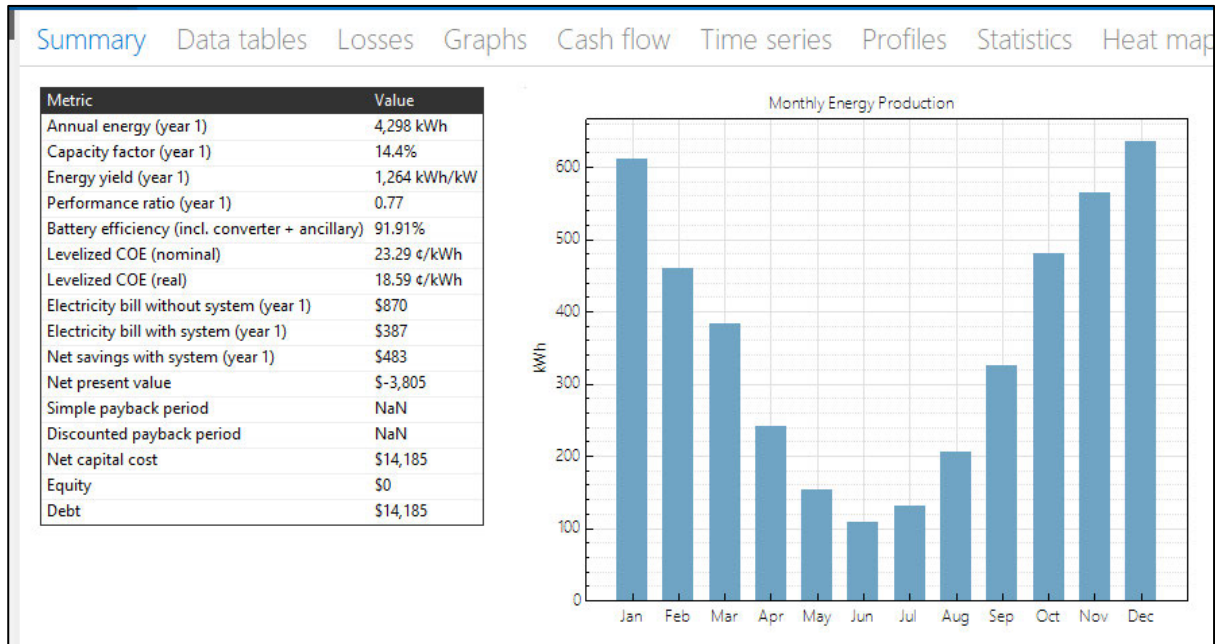 Summary Data tables Losses Graphs Cash flow Time series Profiles Statistics Heat map
Metric Value
Annual energy (year 1) 4,298 kWh
Capacity factor (year 1) 14.4%
Energy yield (year 1) 1,264 kWh/kW
Performance ratio (year 1) 0.77
Battery efficiency (incl. converter + ancillary) 91.91%
Levelized COE (nominal) 23.29 ¢/kWh
Levelized COE (real) 18.59 ¢/kWh
Electricity bill without system (year 1) $870
Electricity bill with system (year 1) $387
Net savings with system (year 1) $483
Net present value $-3,805
Simple payback period NaN
Discounted payback period NaN
Net capital cost $14,185
Equity $0
Debt $14,185
Monthly Energy Production
kWh
600
500
400
300
200
100
0
Jan Feb Mar Apr May Jun Jul Aug Sep Oct Nov Dec